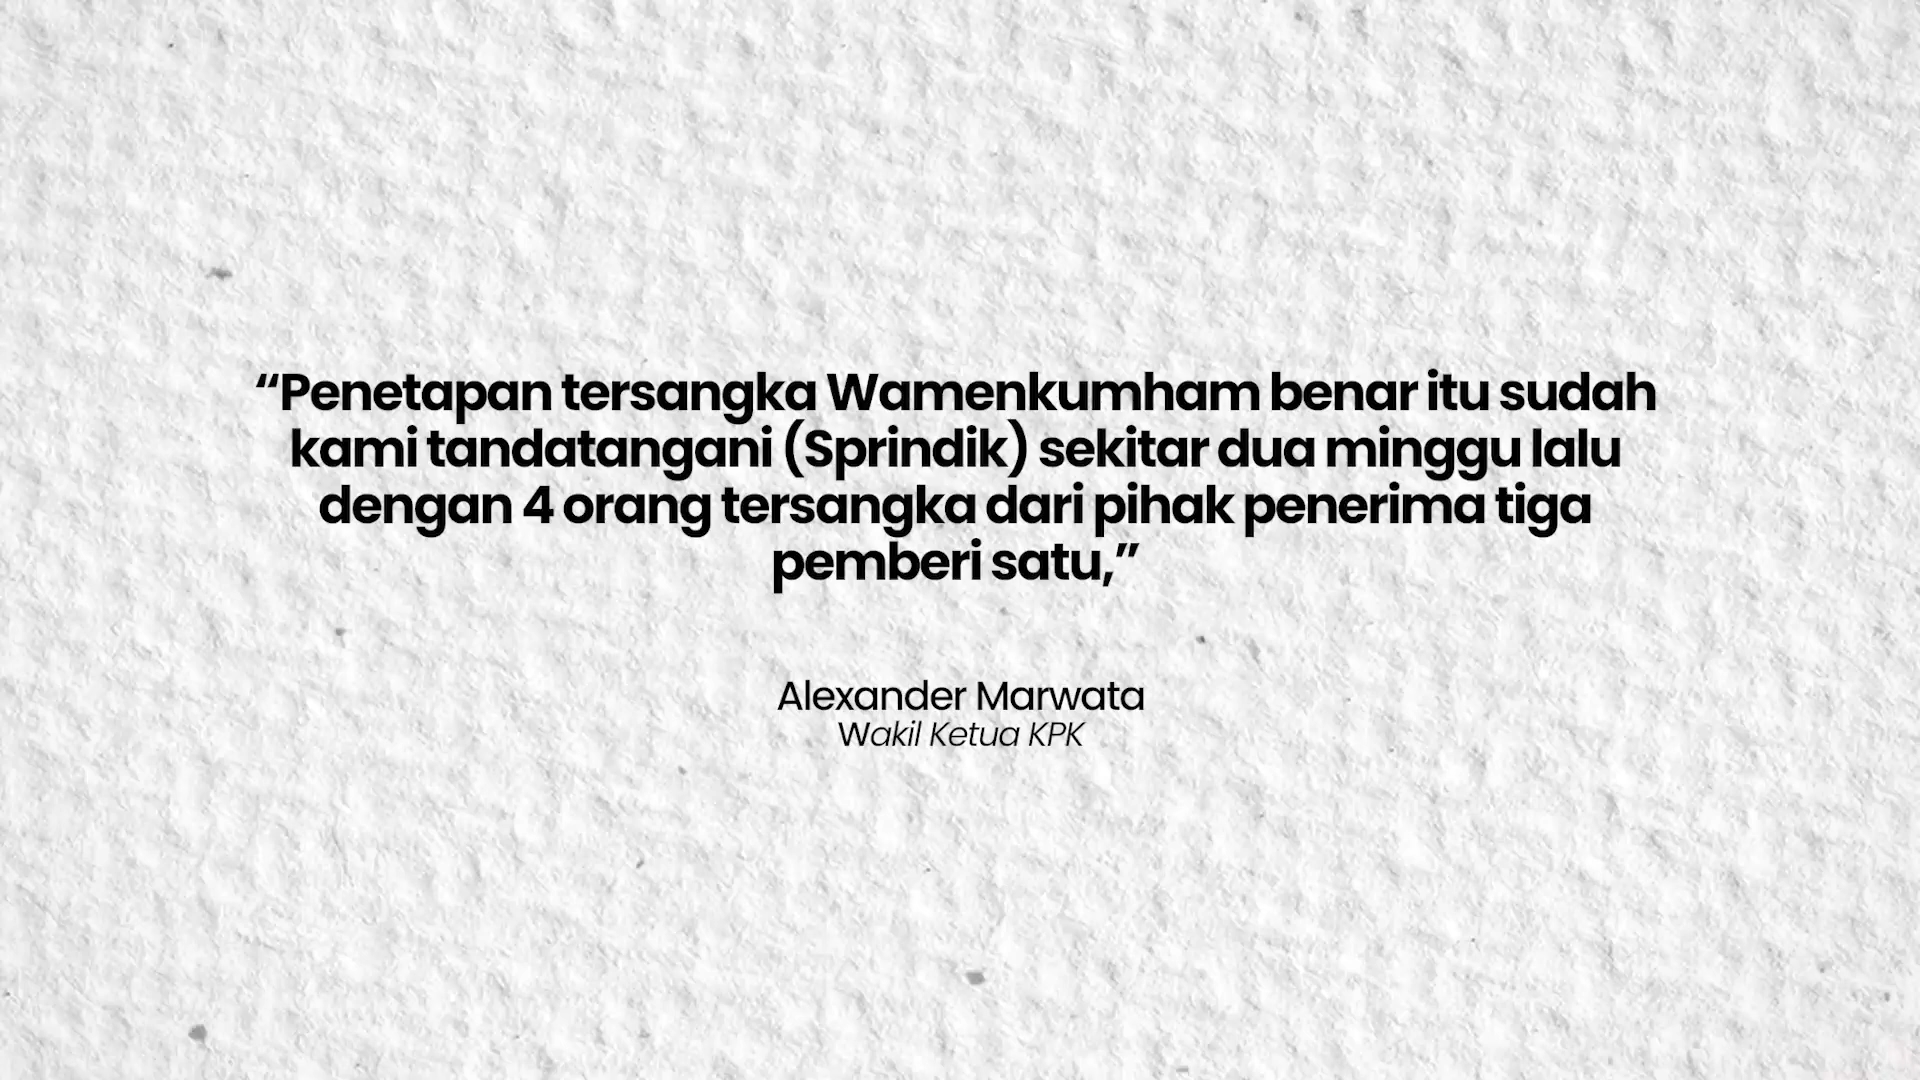 “Penetapan tersangka Wamenkumham benar itu sudah
kami tandatangani (Sprindik) sekitar dua minggu lalu
dengan 4 orang tersangka dari pihak penerima tiga
pemberi satu,”
Alexander Marwata
Wakil Ketua KPK